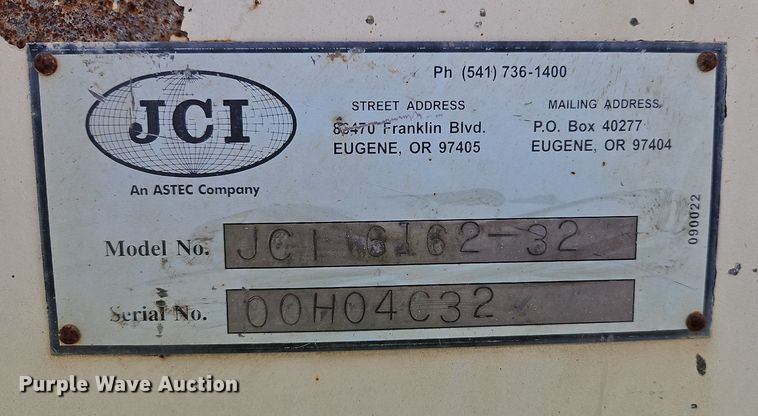 JCI
An ASTEC Company
Ph (541) 736-1400
STREET ADDRESS
86470 Franklin Blvd.
EUGENE, OR 97405
MAILING ADDRESS
P.O. Box 40277
EUGENE, OR 97404
Model No. JCI 6162-32
Serial No. 00H04C32
090022
Purple Wave Auction